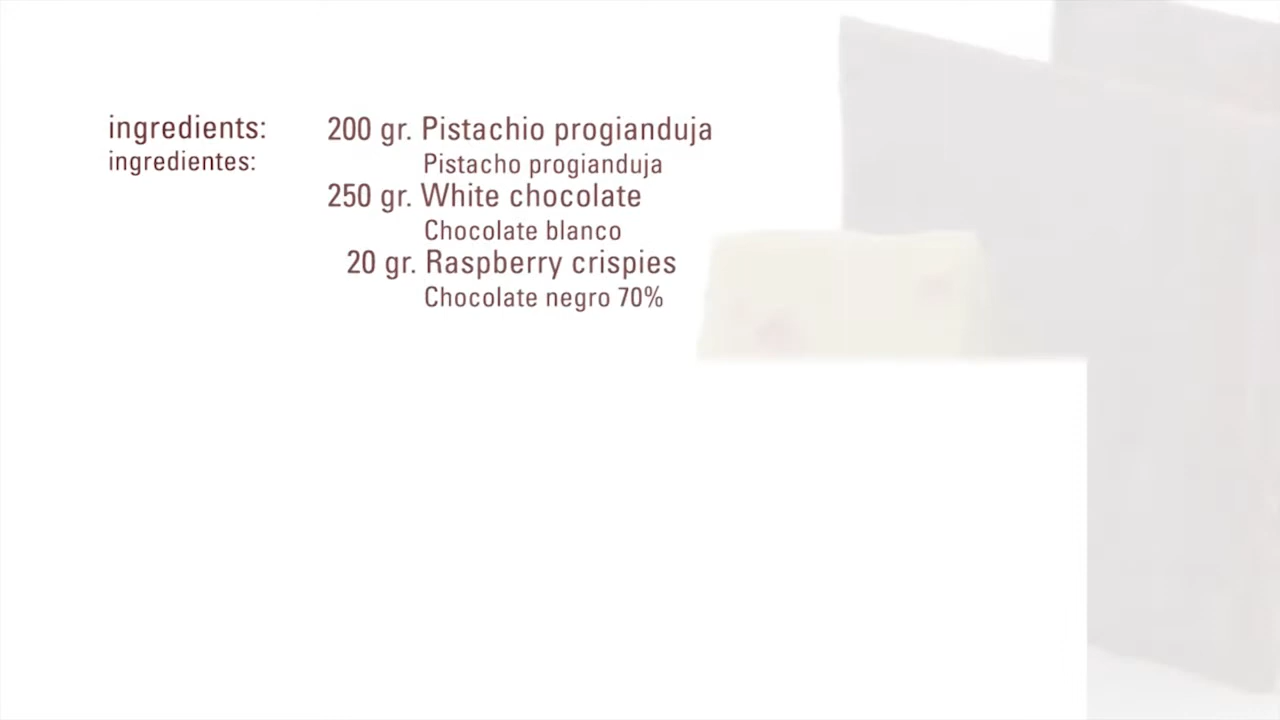 ingredients:
ingredientes:
200 gr. Pistachio progianduja
Pistacho progianduja
250 gr. White chocolate
Chocolate blanco
20 gr. Raspberry crispies
Chocolate negro 70%